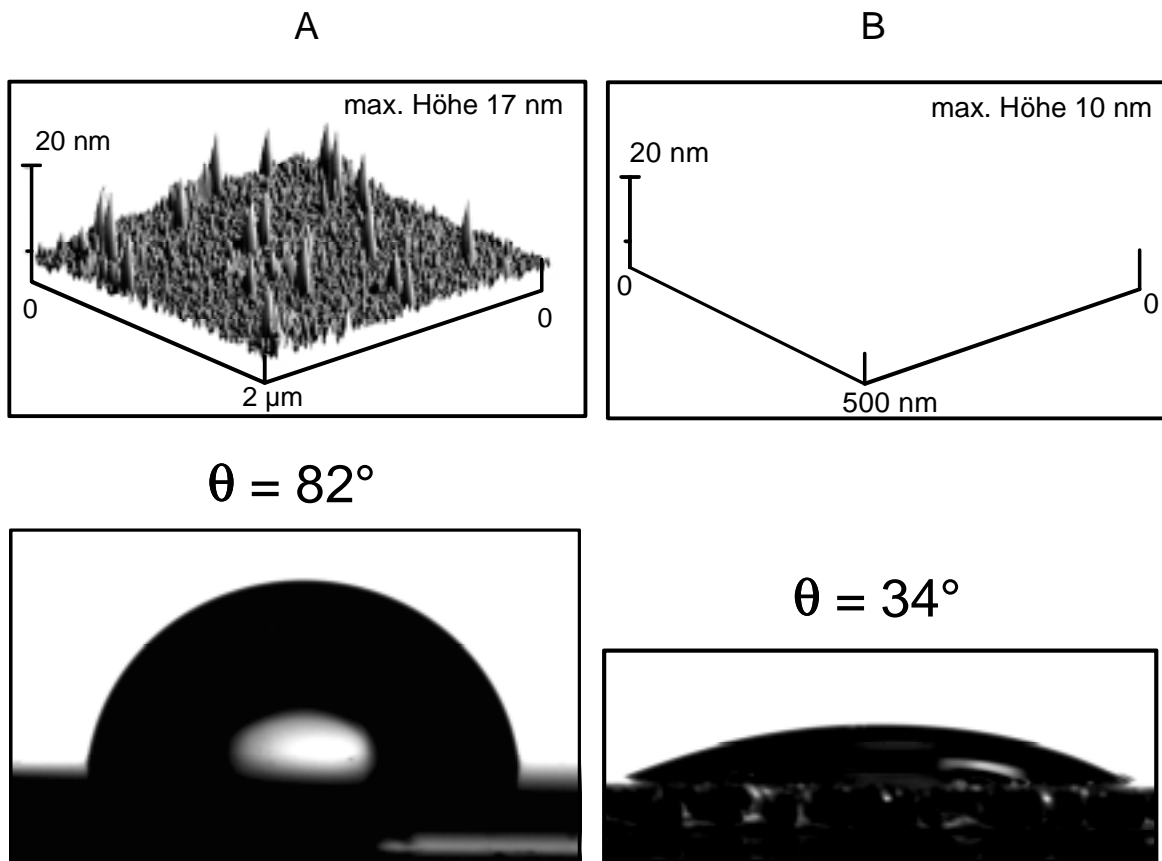 A
B
max. Höhe 17 nm
20 nm
0
0
2 µm
max. Höhe 10 nm
20 nm
0
0
500 nm
θ = 82°
θ = 34°